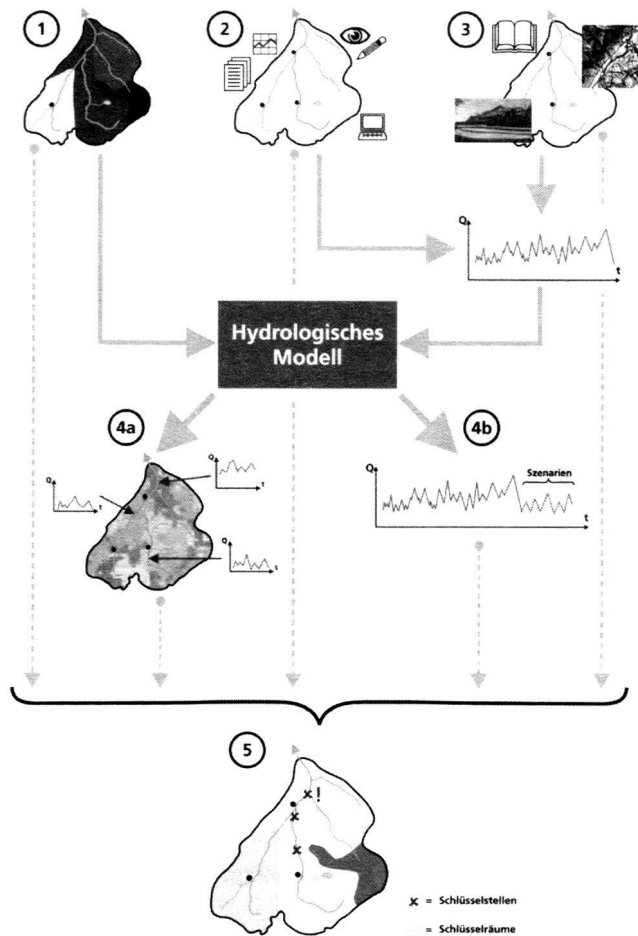 1
2
3
Q
t
Hydrologisches
Modell
4a
4b
Q
t
Q
t
Q
t
Q
Szenarien
t
5
!
x = Schlüsselstellen
= Schlüsselräume